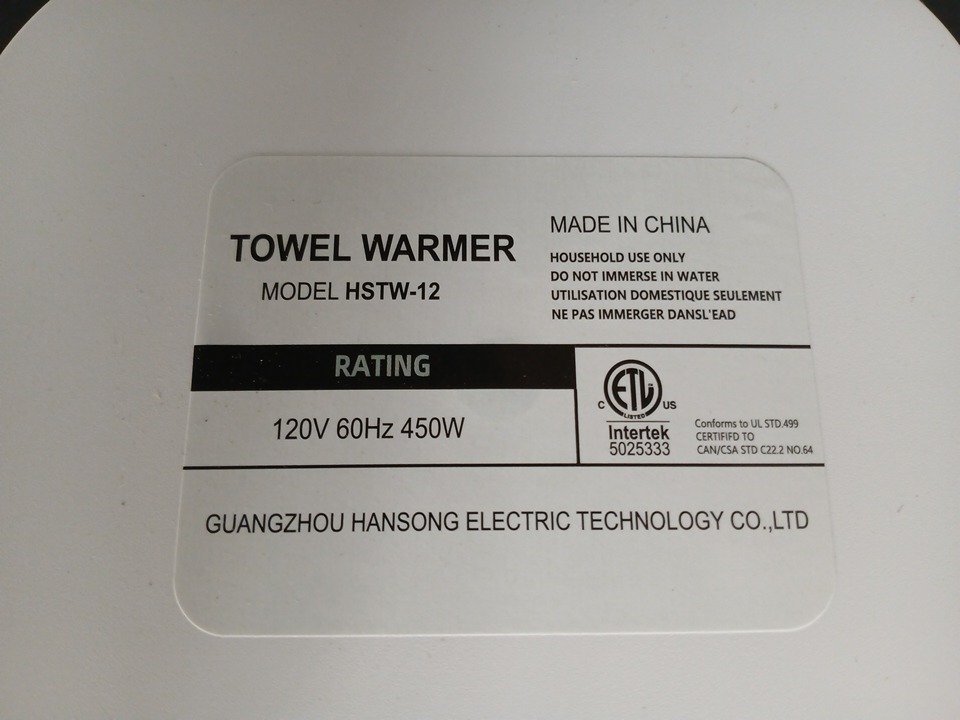 TOWEL WARMER
MODEL HSTW-12
MADE IN CHINA
HOUSEHOLD USE ONLY
DO NOT IMMERSE IN WATER
UTILISATION DOMESTIQUE SEULEMENT
NE PAS IMMERGER DANSL'EAD
RATING
120V 60Hz 450W
ETL
C US
LISTED
Intertek
5025333
Conforms to UL STD.499
CERTIFIFD TO
CAN/CSA STD C22.2 NO.64
GUANGZHOU HANSONG ELECTRIC TECHNOLOGY CO.,LTD